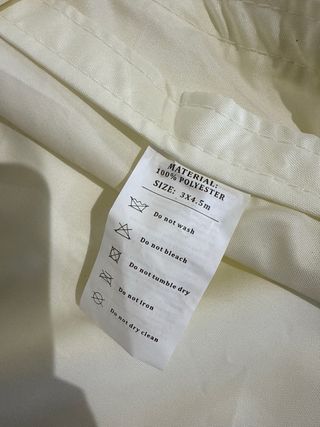 MATERIAL:
100% POLYESTER
SIZE: 3X4.5m
Do not wash
Do not bleach
Do not tumble dry
Do not iron
Do not dry clean